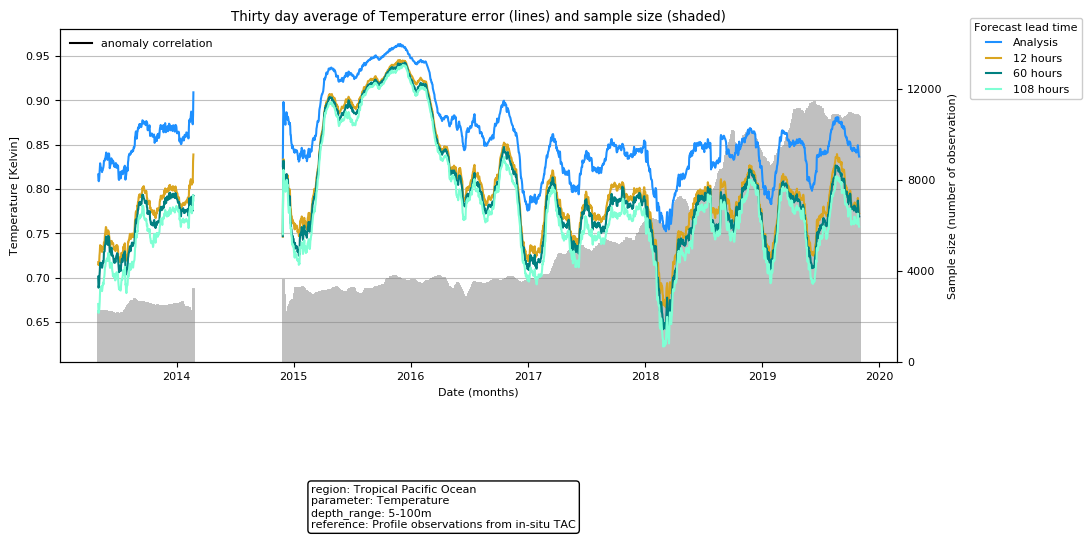 Thirty day average of Temperature error (lines) and sample size (shaded)
Forecast lead time
Analysis
12 hours
60 hours
108 hours
anomaly correlation
0.95
0.90
0.85
0.80
0.75
0.70
0.65
Temperature [Kelvin]
12000
8000
4000
0
Sample size (number of observation)
2014
2015
2016
2017
2018
2019
2020
Date (months)
region: Tropical Pacific Ocean
parameter: Temperature
depth_range: 5-100m
reference: Profile observations from in-situ TAC